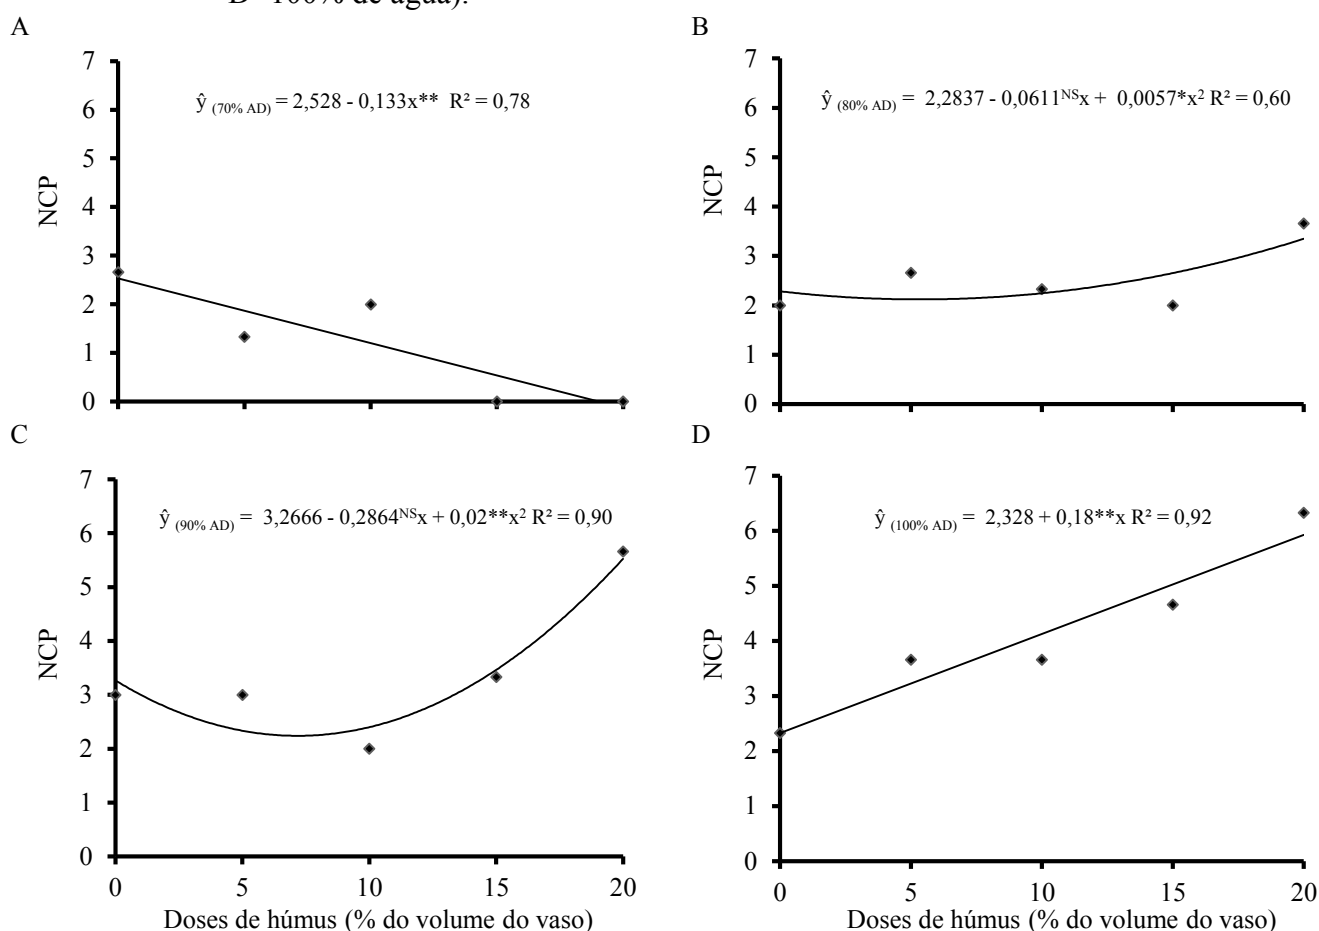 D- 100% de água).
A
7
6
5
4
3
2
1
0
NCP
ŷ (70% AD) = 2,528 - 0,133x** R² = 0,78
B
7
6
5
4
3
2
1
0
NCP
ŷ (80% AD) = 2,2837 - 0,0611ᴺˢx + 0,0057*x² R² = 0,60
C
7
6
5
4
3
2
1
0
NCP
ŷ (90% AD) = 3,2666 - 0,2864ᴺˢx + 0,02**x² R² = 0,90
0 5 10 15 20
Doses de húmus (% do volume do vaso)
D
7
6
5
4
3
2
1
0
NCP
ŷ (100% AD) = 2,328 + 0,18**x R² = 0,92
0 5 10 15 20
Doses de húmus (% do volume do vaso)